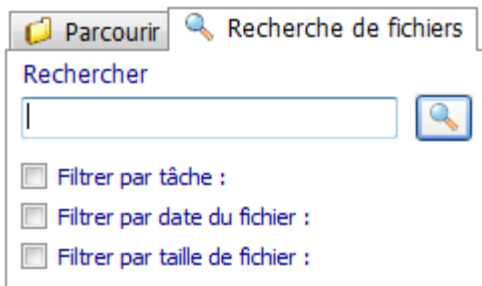 Parcourir Recherche de fichiers
Rechercher
Filtrer par tâche :
Filtrer par date du fichier :
Filtrer par taille de fichier :